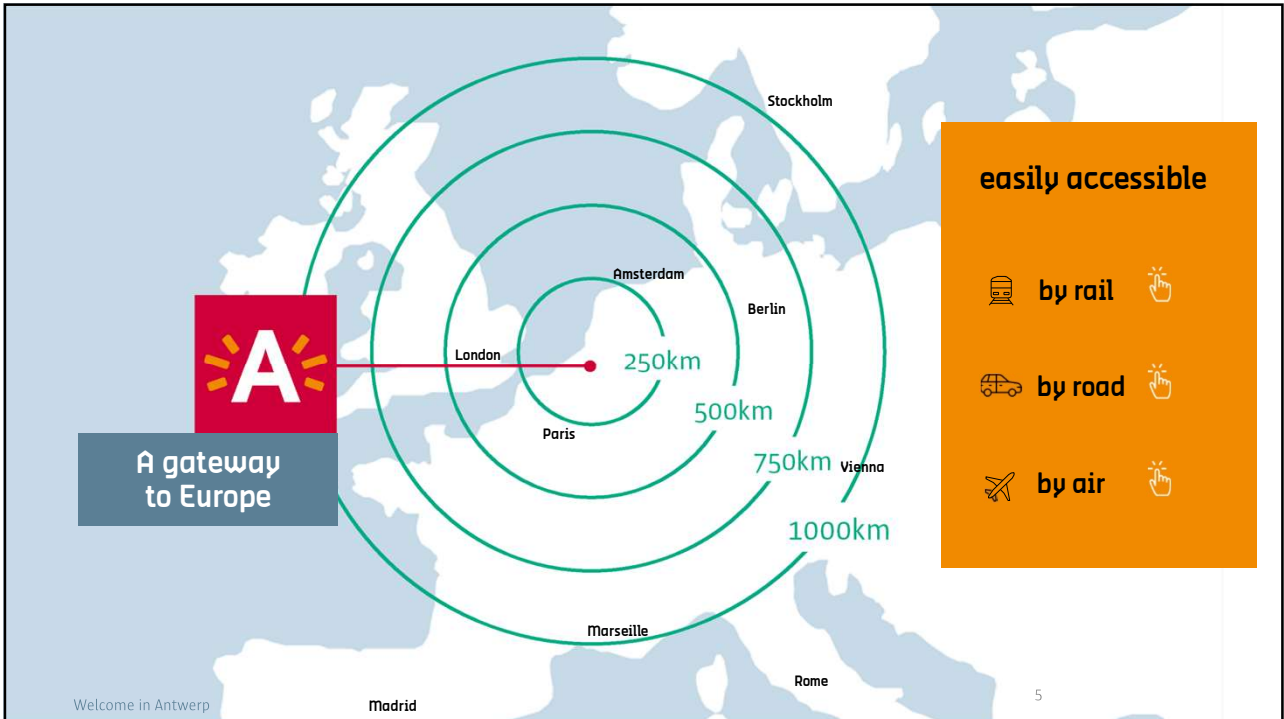 Stockholm
easily accessible
Amsterdam
by rail
Berlin
A
London
250km
by road
500km
Paris
A gateway
to Europe
750km
Vienna
by air
1000km
Marseille
Rome
5
Welcome in Antwerp
Madrid